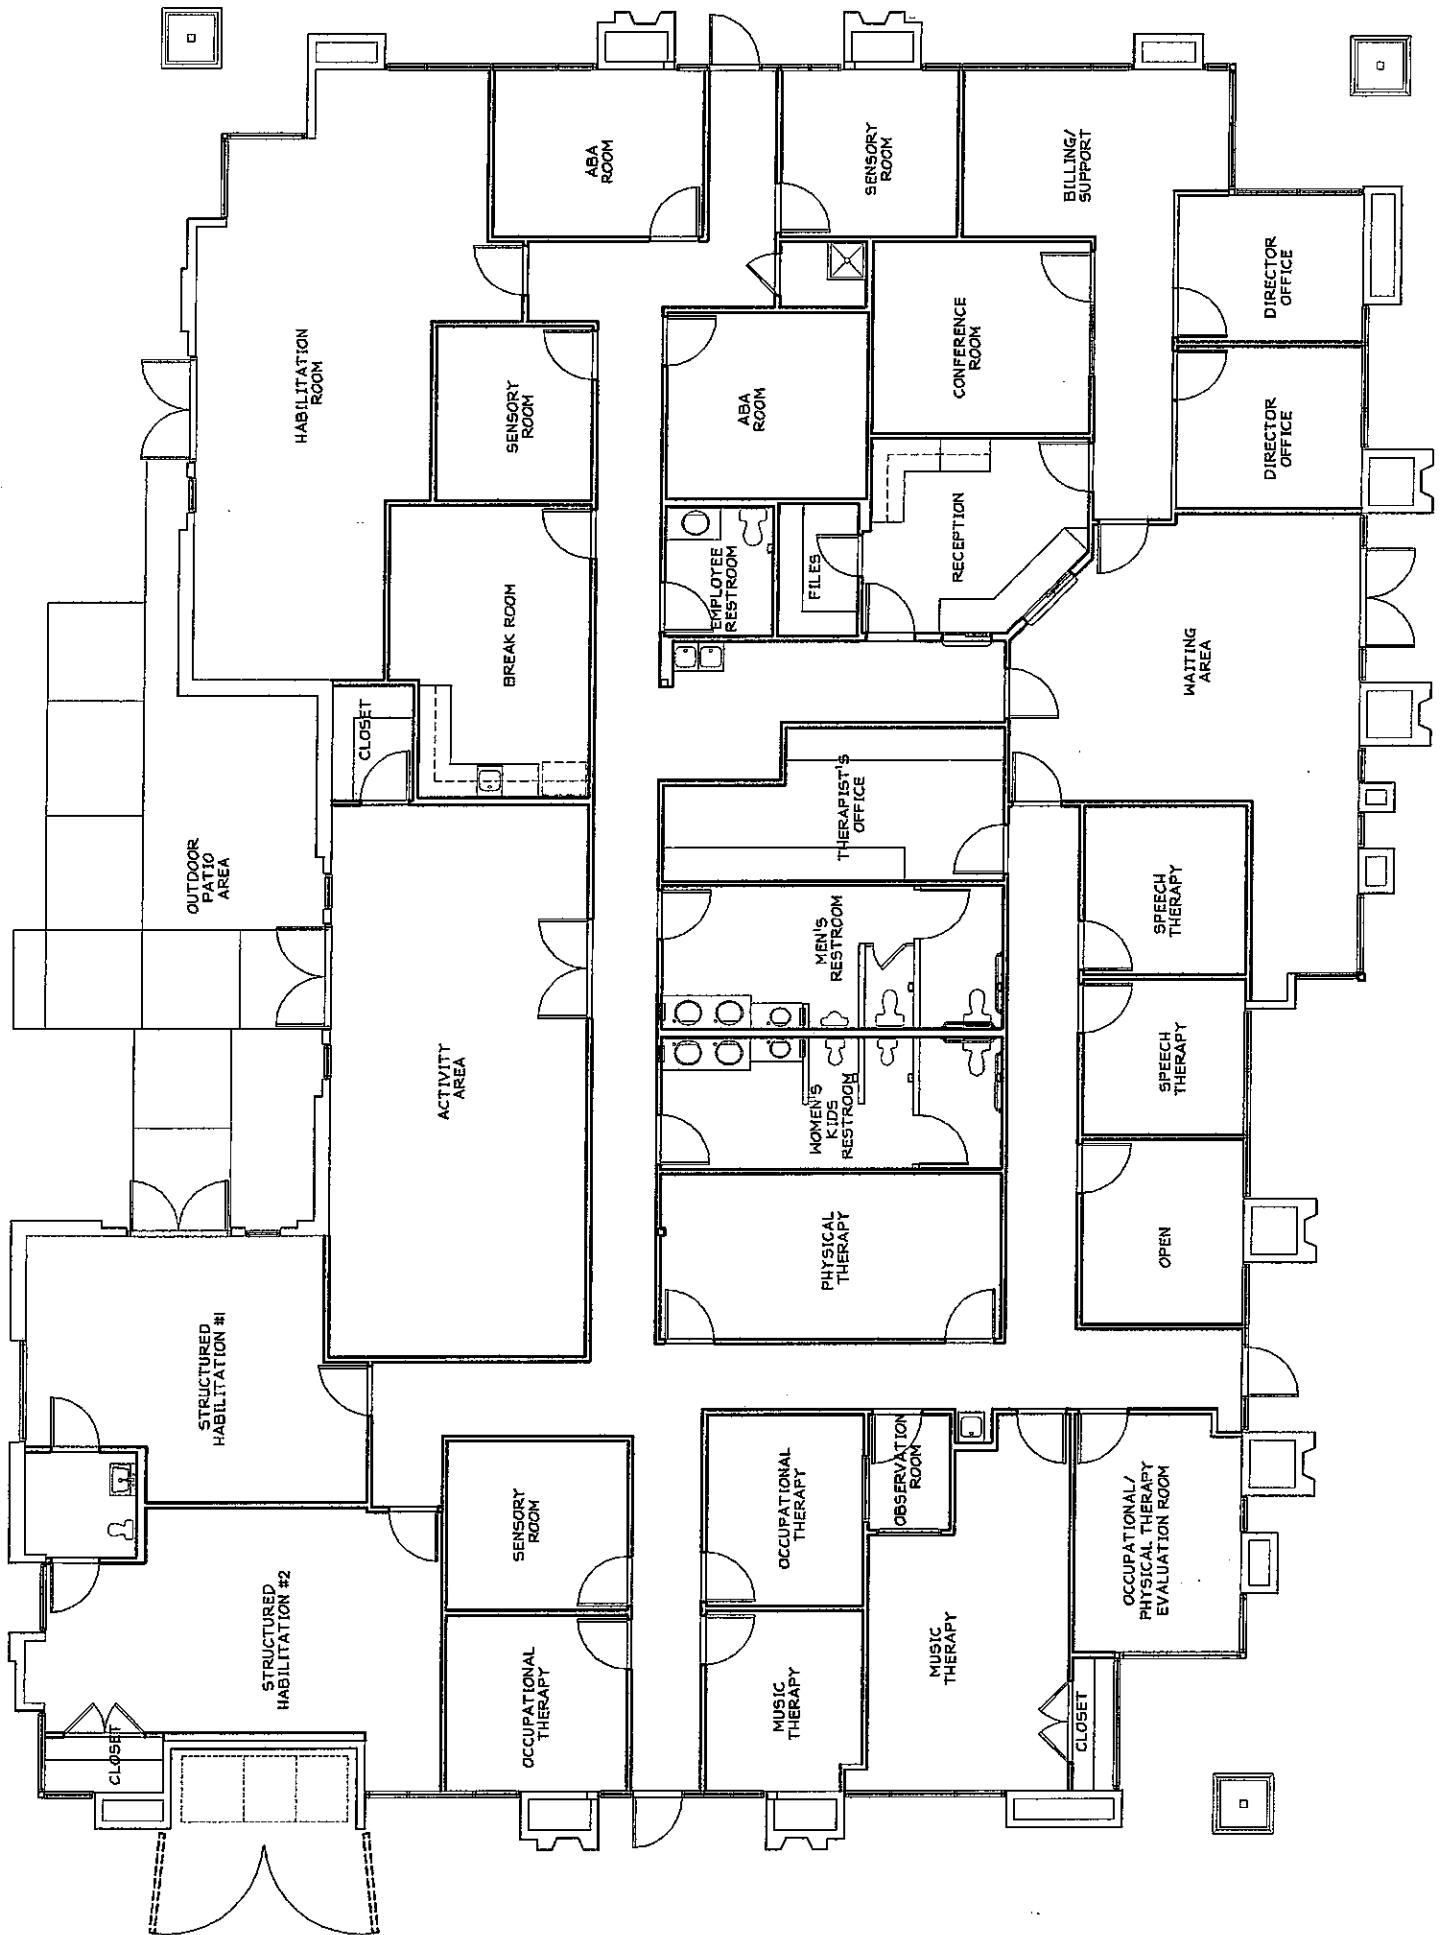 CLOSET
STRUCTURED
HABILITATION #2
STRUCTURED
HABILITATION #1
OUTDOOR
PATIO
AREA
HABILITATION
ROOM
CLOSET
ACTIVITY
AREA
BREAK ROOM
SENSORY
ROOM
ABA
ROOM
OCCUPATIONAL
THERAPY
SENSORY
ROOM
MUSIC
THERAPY
OCCUPATIONAL
THERAPY
PHYSICAL
THERAPY
WOMEN'S
KIDS
RESTROOM
MEN'S
RESTROOM
THERAPIST'S
OFFICE
EMPLOYEE
RESTROOM
FILES
ABA
ROOM
SENSORY
ROOM
OBSERVATION
ROOM
MUSIC
THERAPY
CLOSET
RECEPTION
CONFERENCE
ROOM
BILLING/
SUPPORT
OCCUPATIONAL/
PHYSICAL THERAPY
EVALUATION ROOM
OPEN
SPEECH
THERAPY
SPEECH
THERAPY
WAITING
AREA
DIRECTOR
OFFICE
DIRECTOR
OFFICE